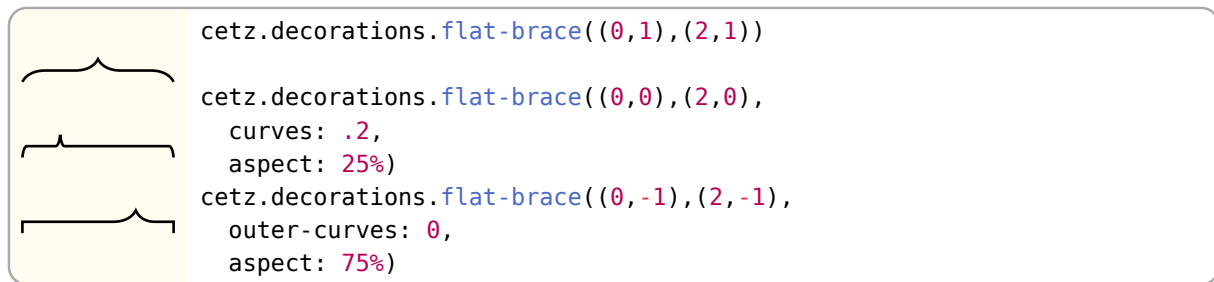 cetz.decorations.flat-brace((0,1),(2,1))
cetz.decorations.flat-brace((0,0),(2,0),
  curves: .2,
  aspect: 25%)
cetz.decorations.flat-brace((0,-1),(2,-1),
  outer-curves: 0,
  aspect: 75%)